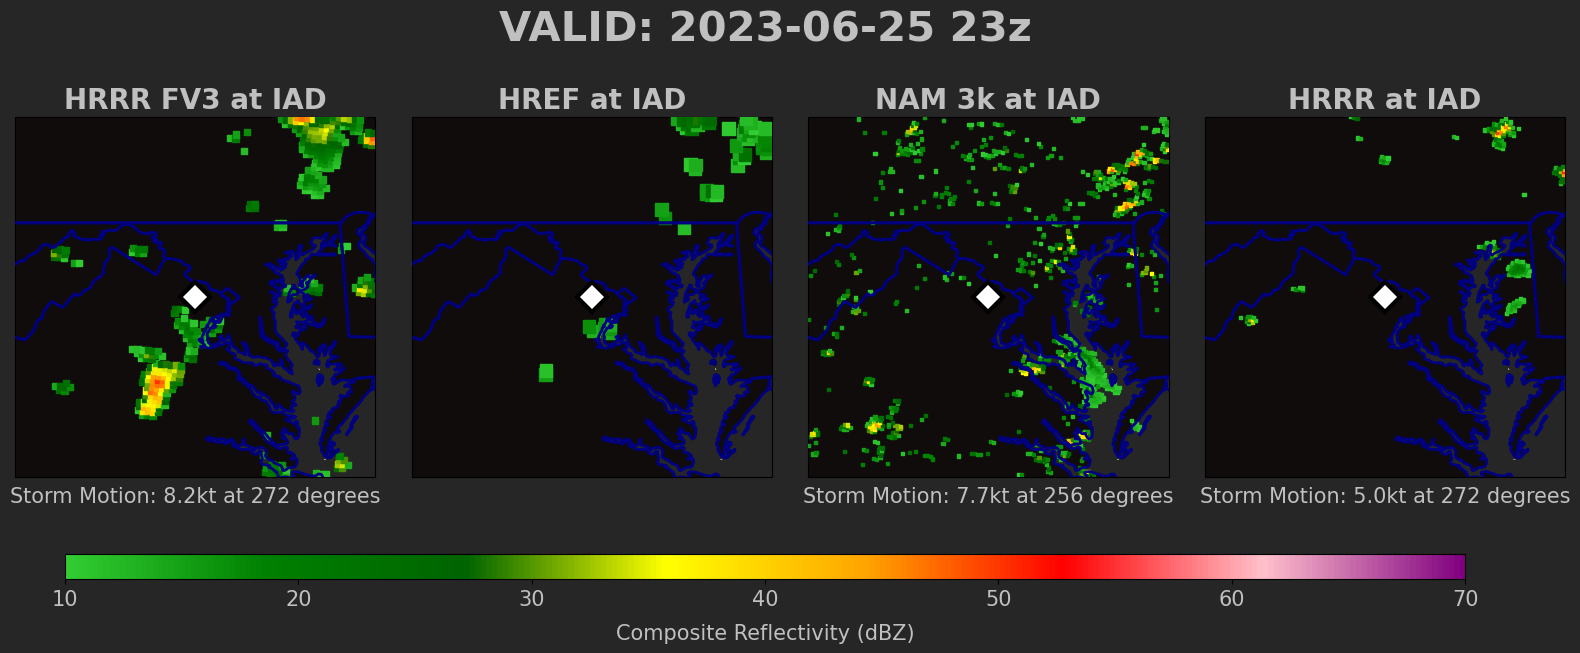 VALID: 2023-06-25 23z
HRRR FV3 at IAD
HREF at IAD
NAM 3k at IAD
HRRR at IAD
Storm Motion: 8.2kt at 272 degrees
Storm Motion: 7.7kt at 256 degrees
Storm Motion: 5.0kt at 272 degrees
10 20 30 40 50 60 70
Composite Reflectivity (dBZ)